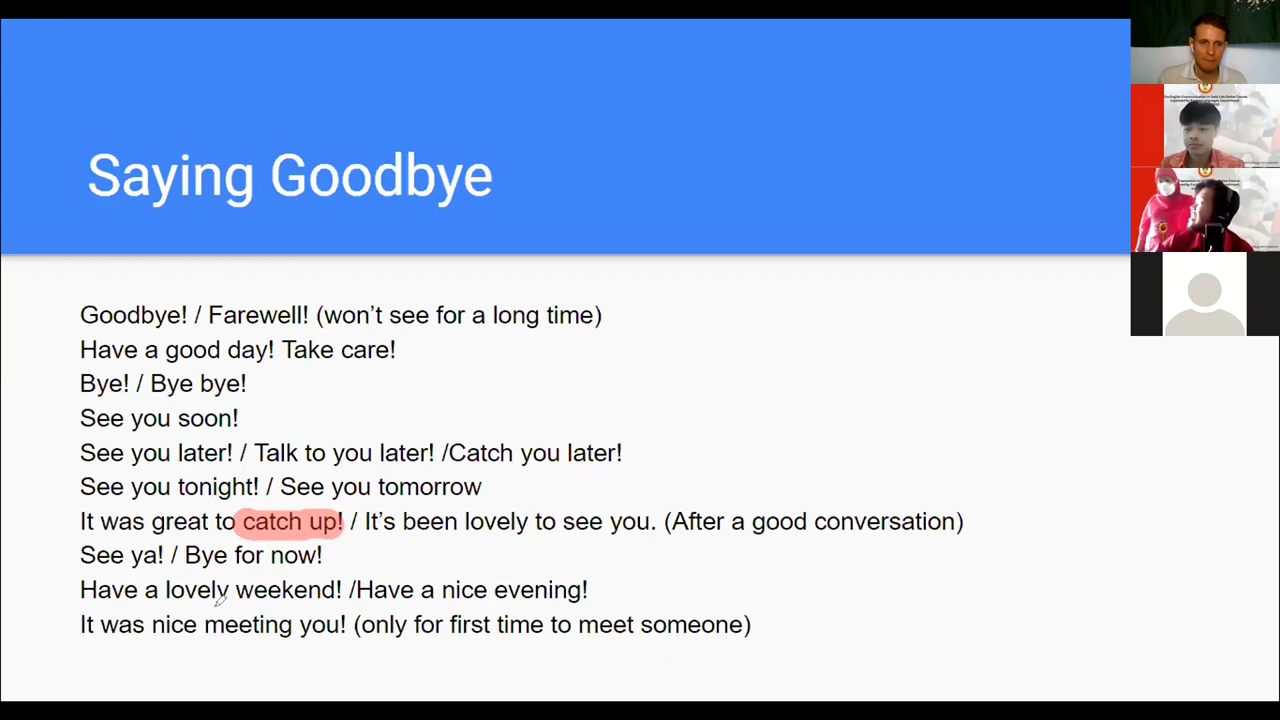 Saying Goodbye
Goodbye! / Farewell! (won’t see for a long time)
Have a good day! Take care!
Bye! / Bye bye!
See you soon!
See you later! / Talk to you later! /Catch you later!
See you tonight! / See you tomorrow
It was great to catch up! / It’s been lovely to see you. (After a good conversation)
See ya! / Bye for now!
Have a lovely weekend! /Have a nice evening!
It was nice meeting you! (only for first time to meet someone)